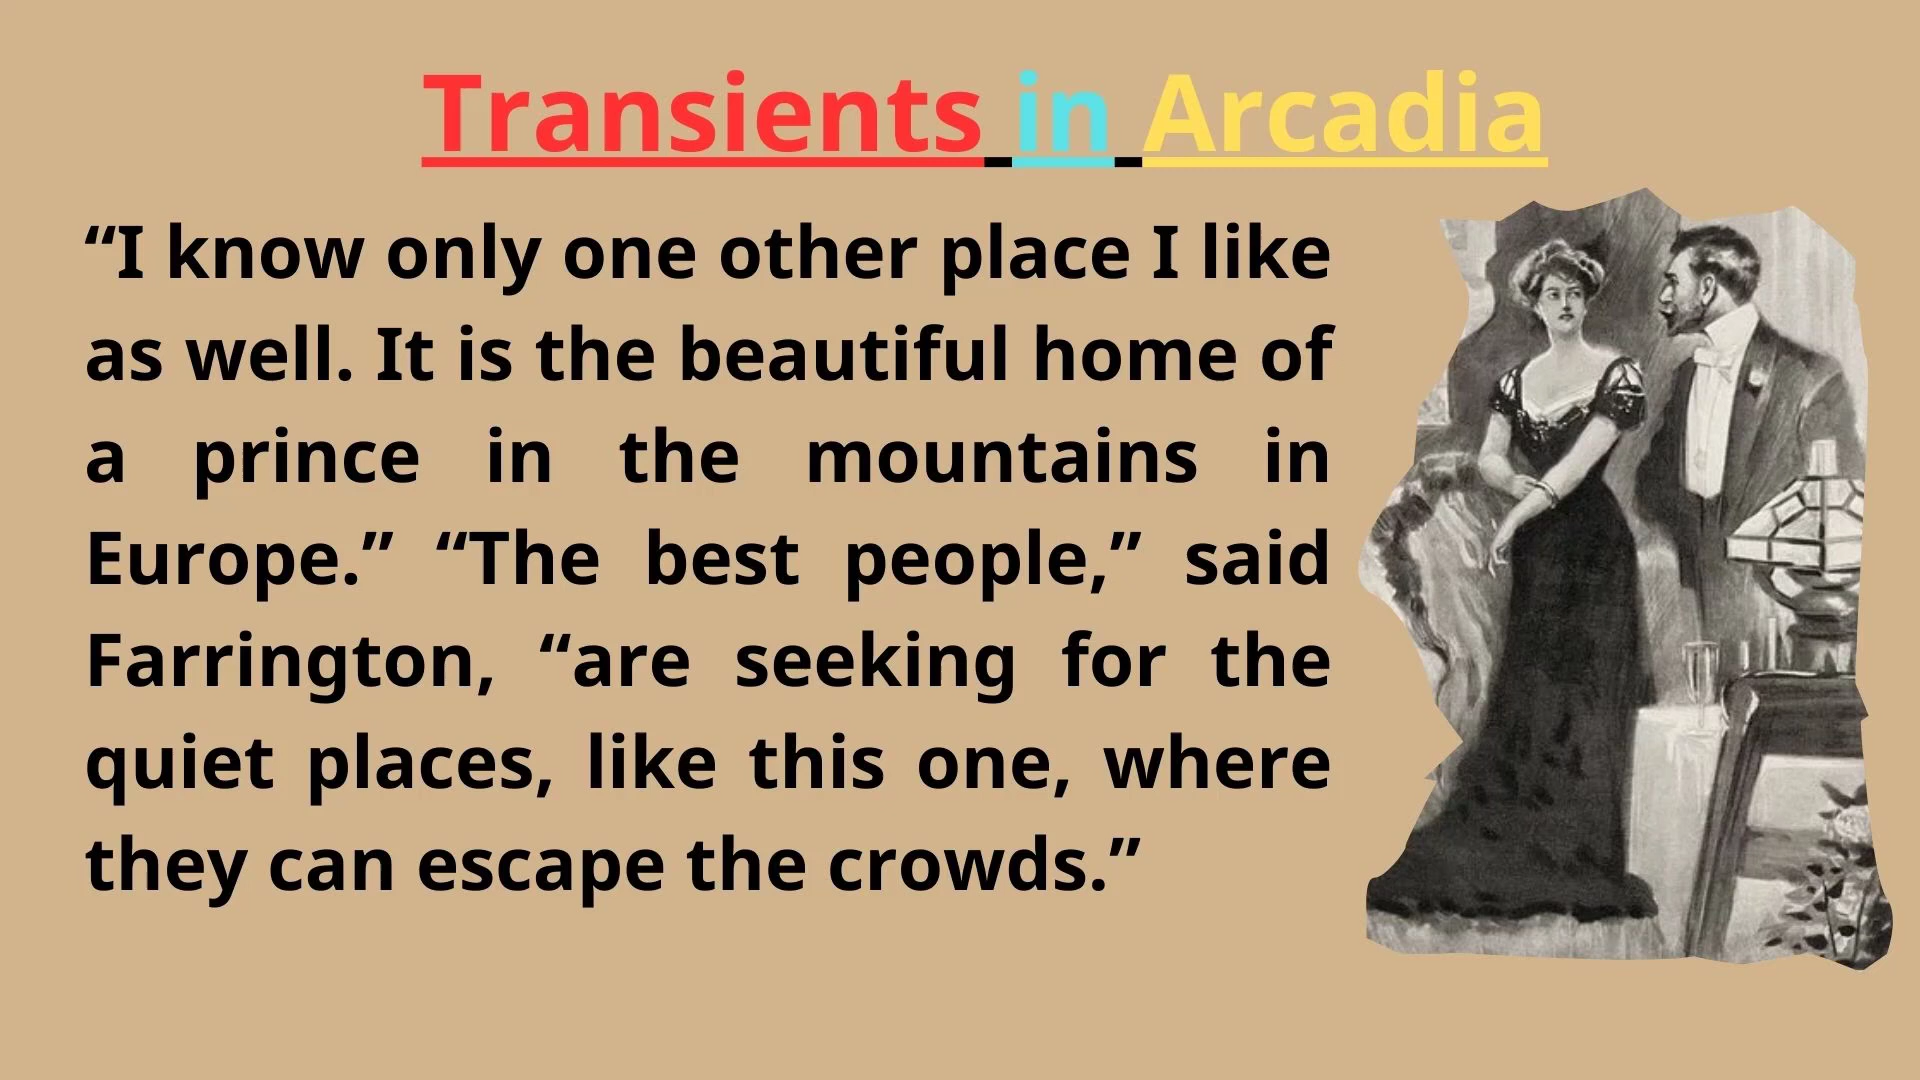 Transients in Arcadia
“I know only one other place I like
as well. It is the beautiful home of
a prince in the mountains in
Europe.” “The best people,” said
Farrington, “are seeking for the
quiet places, like this one, where
they can escape the crowds.”